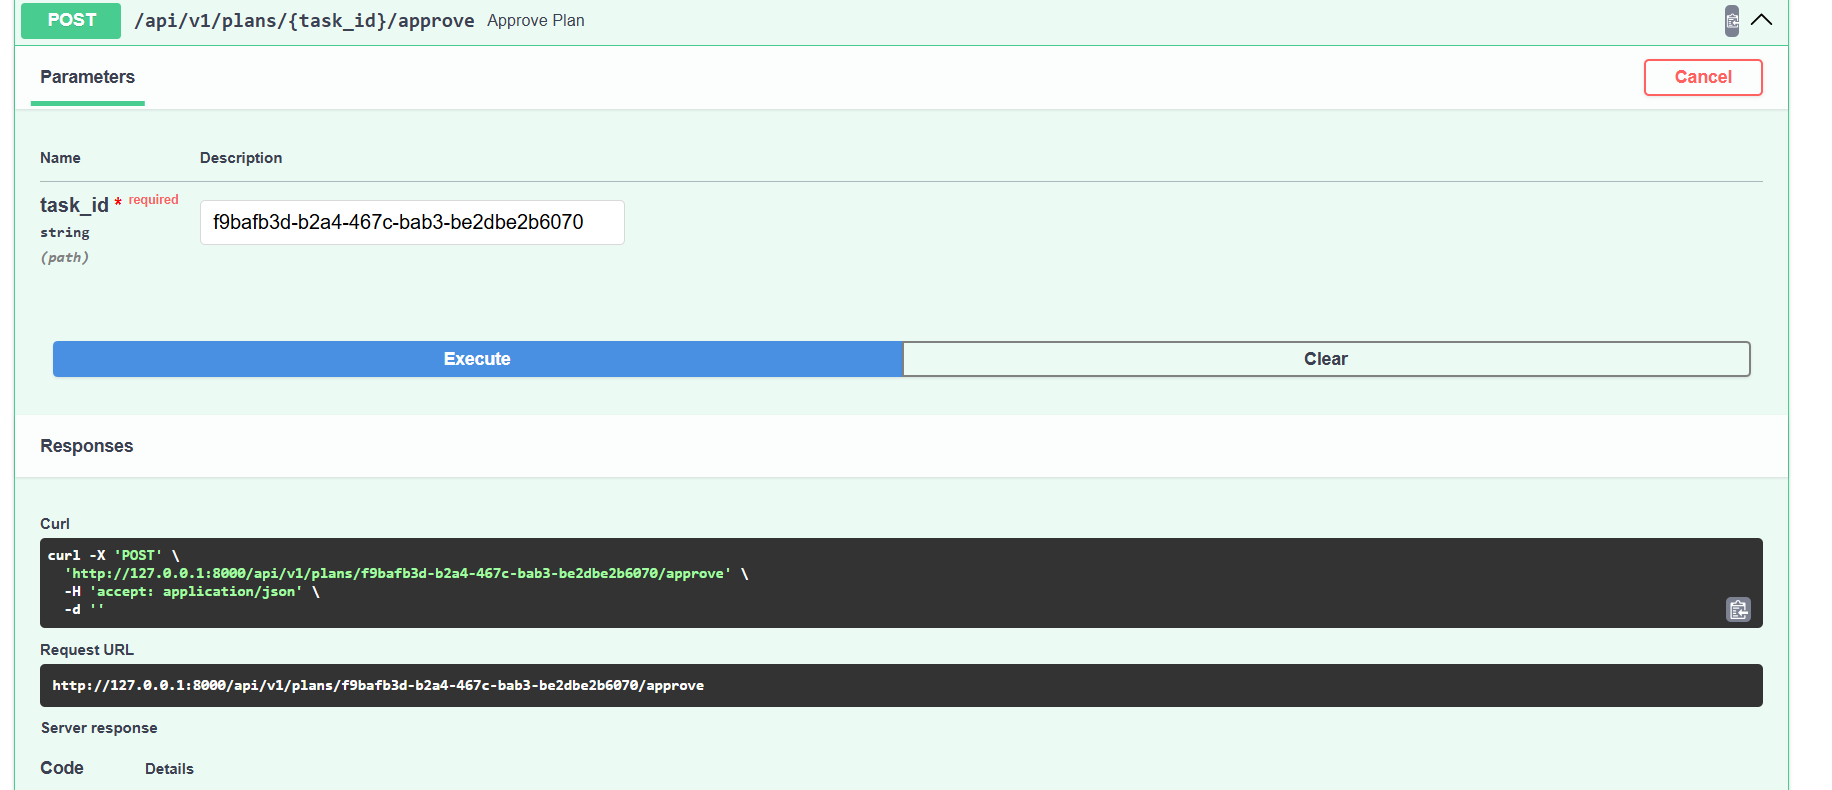 POST /api/v1/plans/{task_id}/approve Approve Plan
Parameters Cancel
Name Description
task_id * required f9bafb3d-b2a4-467c-bab3-be2dbe2b6070
string
(path)
Execute Clear
Responses
Curl
curl -X 'POST' \
'http://127.0.0.1:8000/api/v1/plans/f9bafb3d-b2a4-467c-bab3-be2dbe2b6070/approve' \
-H 'accept: application/json' \
-d ''
Request URL
http://127.0.0.1:8000/api/v1/plans/f9bafb3d-b2a4-467c-bab3-be2dbe2b6070/approve
Server response
Code Details